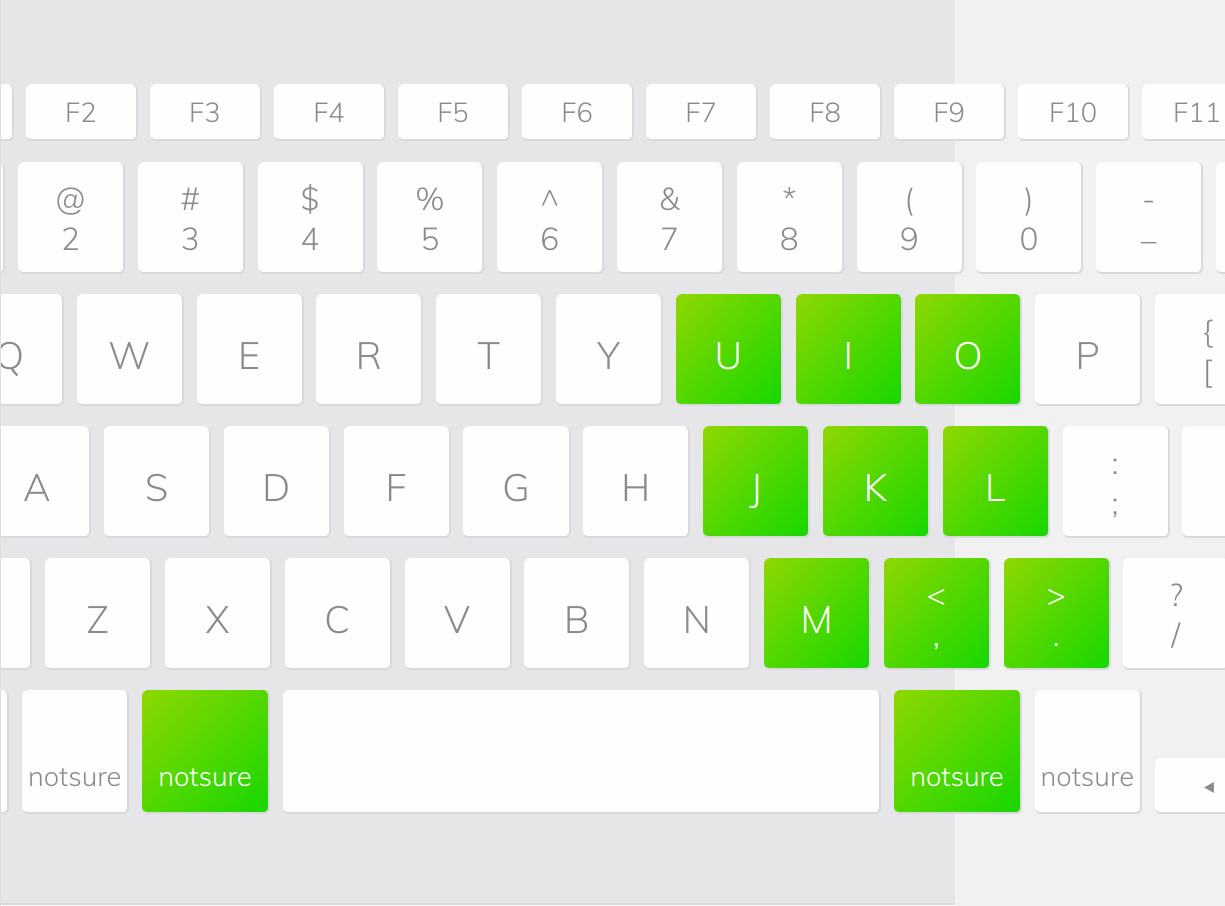 F2 F3 F4 F5 F6 F7 F8 F9 F10 F11
@ # $ % ^ & * ( ) -
2 3 4 5 6 7 8 9 0 –
Q W E R T Y U I O P { [
A S D F G H J K L : ;
Z X C V B N M < , > . ? /
notsure notsure notsure notsure ◂